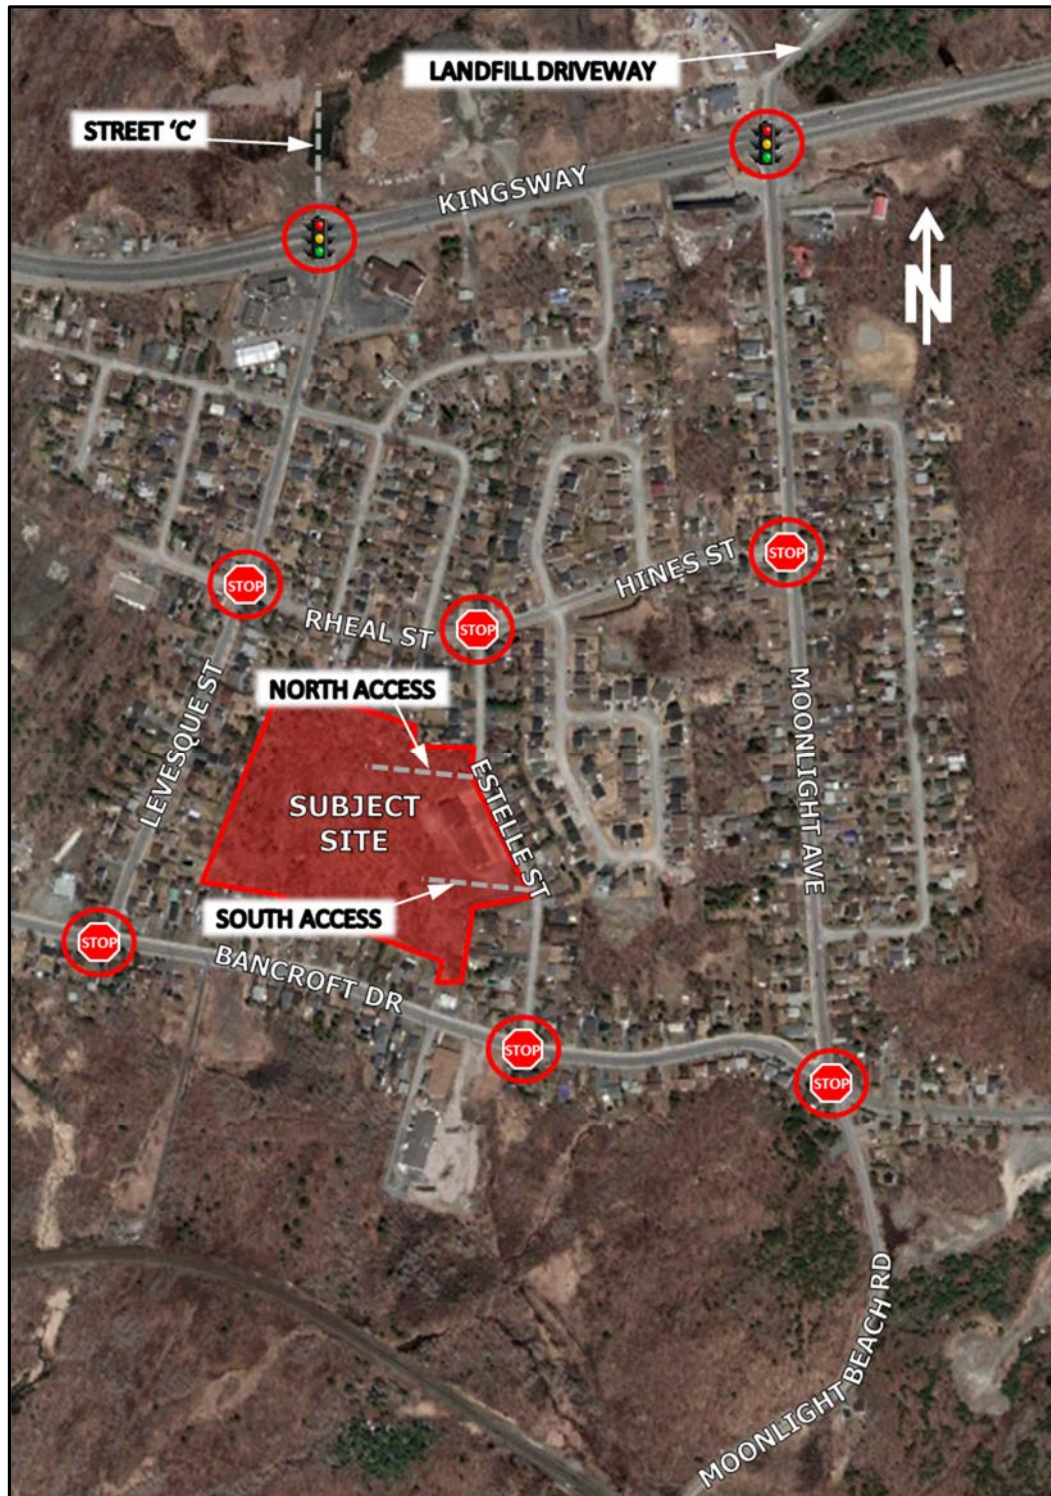 LANDFILL DRIVEWAY
STREET 'C'
KINGSWAY
N
HINES ST
STOP
STOP
RHEAL ST
STOP
NORTH ACCESS
LEVESQUE ST
ESTELLE ST
MOONLIGHT AVE
SUBJECT
SITE
SOUTH ACCESS
STOP
BANCROFT DR
STOP
STOP
MOONLIGHT BEACH RD